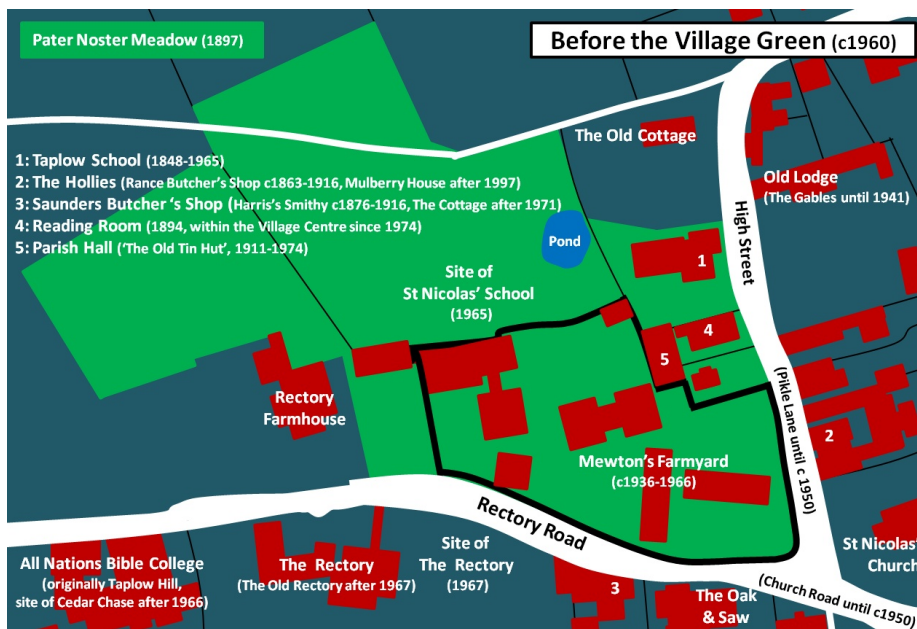 Pater Noster Meadow (1897)
Before the Village Green (c1960)
1: Taplow School (1848-1965)
2: The Hollies (Rance Butcher's Shop c1863-1916, Mulberry House after 1997)
3: Saunders Butcher 's Shop (Harris's Smithy c1876-1916, The Cottage after 1971)
4: Reading Room (1894, within the Village Centre since 1974)
5: Parish Hall ('The Old Tin Hut', 1911-1974)
The Old Cottage
Old Lodge
(The Gables until 1941)
High Street
Pond
1
Site of
St Nicolas' School
(1965)
4
5
Rectory
Farmhouse
(Pikle Lane until c 1950)
2
Mewton's Farmyard
(c1936-1966)
Rectory Road
St Nicolas'
Church
All Nations Bible College
(originally Taplow Hill,
site of Cedar Chase after 1966)
The Rectory
(The Old Rectory after 1967)
Site of
The Rectory
(1967)
3
The Oak
& Saw
(Church Road until c1950)